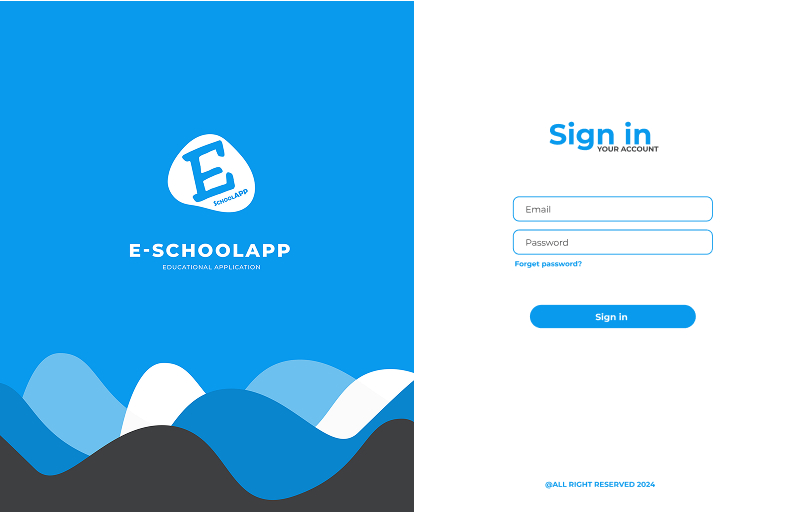 E
SCHOOLAPP
E-SCHOOLAPP
EDUCATIONAL APPLICATION
Sign in
YOUR ACCOUNT
Email
Password
Forget password?
Sign in
@ALL RIGHT RESERVED 2024